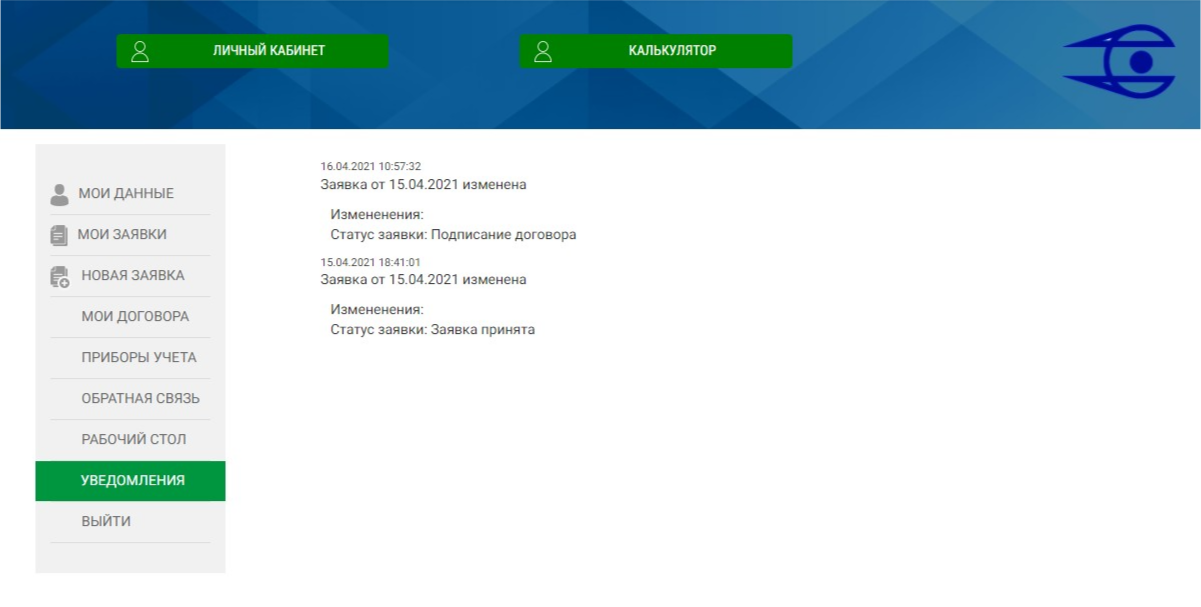 ЛИЧНЫЙ КАБИНЕТ
КАЛЬКУЛЯТОР
МОИ ДАННЫЕ
МОИ ЗАЯВКИ
НОВАЯ ЗАЯВКА
МОИ ДОГОВОРА
ПРИБОРЫ УЧЕТА
ОБРАТНАЯ СВЯЗЬ
РАБОЧИЙ СТОЛ
УВЕДОМЛЕНИЯ
ВЫЙТИ
16.04.2021 10:57:32
Заявка от 15.04.2021 изменена
Измененения:
Статус заявки: Подписание договора
15.04.2021 18:41:01
Заявка от 15.04.2021 изменена
Измененения:
Статус заявки: Заявка принята